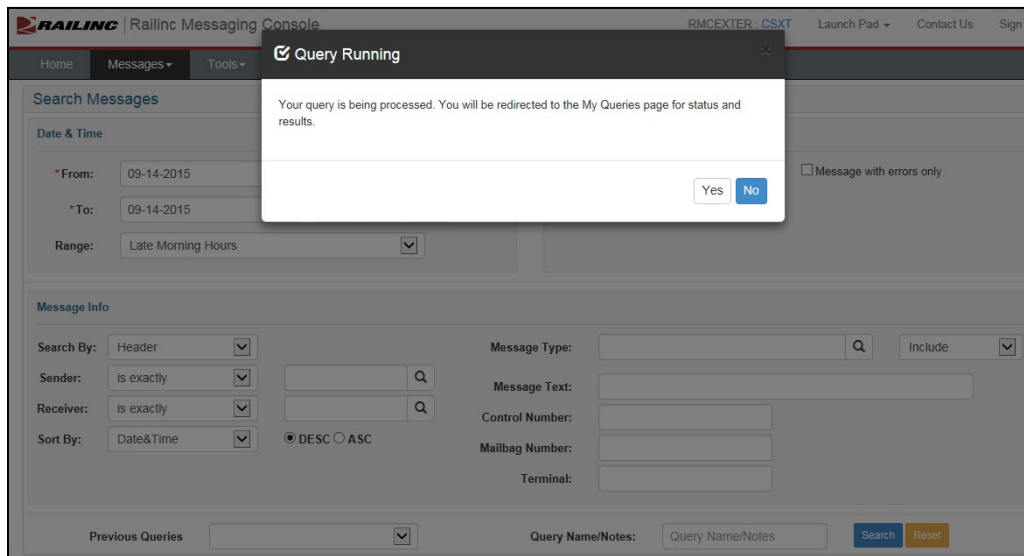 RAILINC Railinc Messaging Console RMCEXTER : CSXT Launch Pad Contact Us Sign
Home Messages Tools
Query Running
×
Your query is being processed. You will be redirected to the My Queries page for status and
results.
Yes No
Search Messages
Date & Time
*From: 09-14-2015
*To: 09-14-2015
Range: Late Morning Hours
Message with errors only
Message Info
Search By: Header
Sender: is exactly
Receiver: is exactly
Sort By: Date&Time DESC ASC
Message Type: Include
Message Text:
Control Number:
Mailbag Number:
Terminal:
Previous Queries Query Name/Notes: Query Name/Notes Search Reset